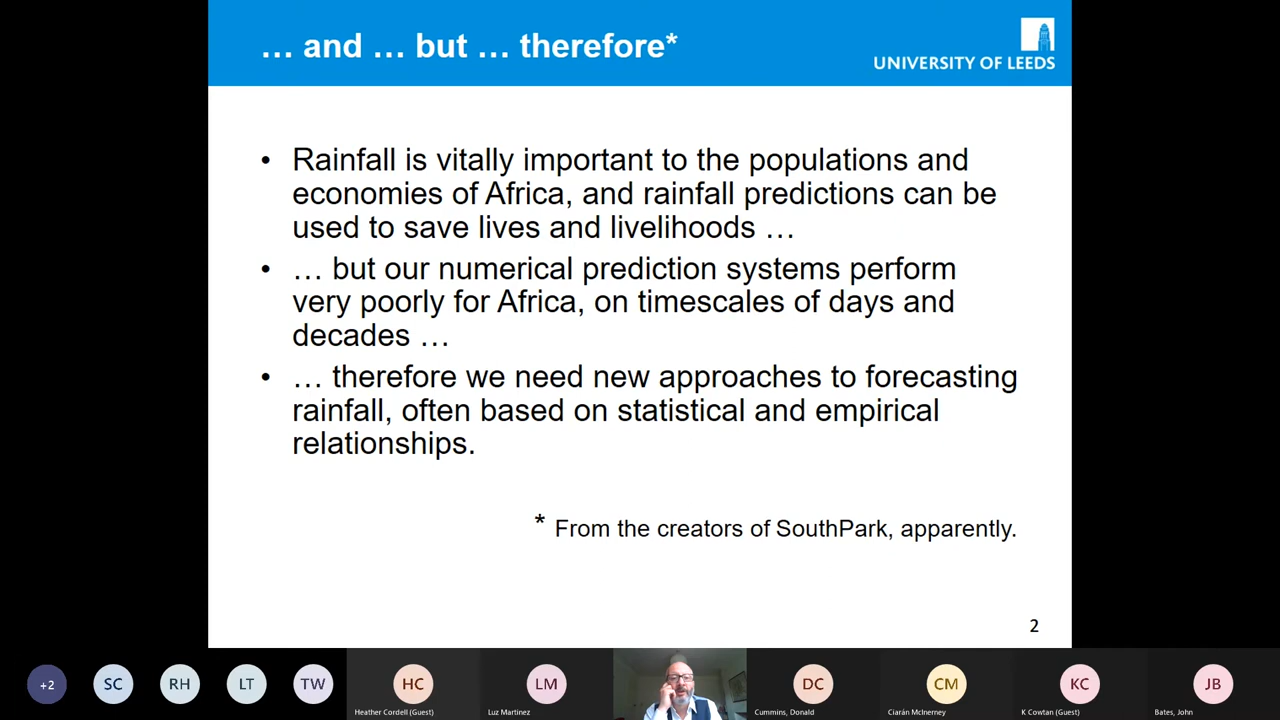 … and … but … therefore*
UNIVERSITY OF LEEDS
• Rainfall is vitally important to the populations and
economies of Africa, and rainfall predictions can be
used to save lives and livelihoods …
• … but our numerical prediction systems perform
very poorly for Africa, on timescales of days and
decades …
• … therefore we need new approaches to forecasting
rainfall, often based on statistical and empirical
relationships.
* From the creators of SouthPark, apparently.
2
+2 SC RH LT TW HC LM DC CM KC JB
Heather Cordell (Guest) Luz Martinez Cummins, Donald Ciarán McInerney K Cowtan (Guest) Bates, John